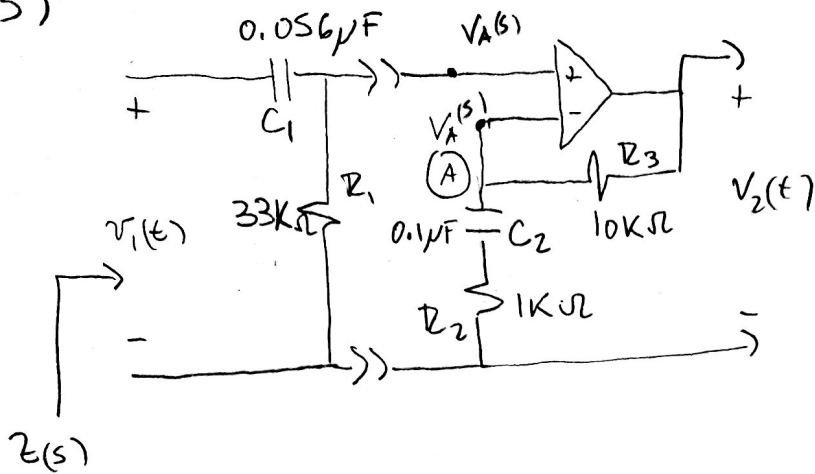 5)
0.056μF
C1
VA(s)
+
-
VA(s)
A
R3
10KΩ
+
V2(t)
-
R1
33KΩ
+
v1(t)
-
0.1μF C2
R2 1KΩ
Z(s)